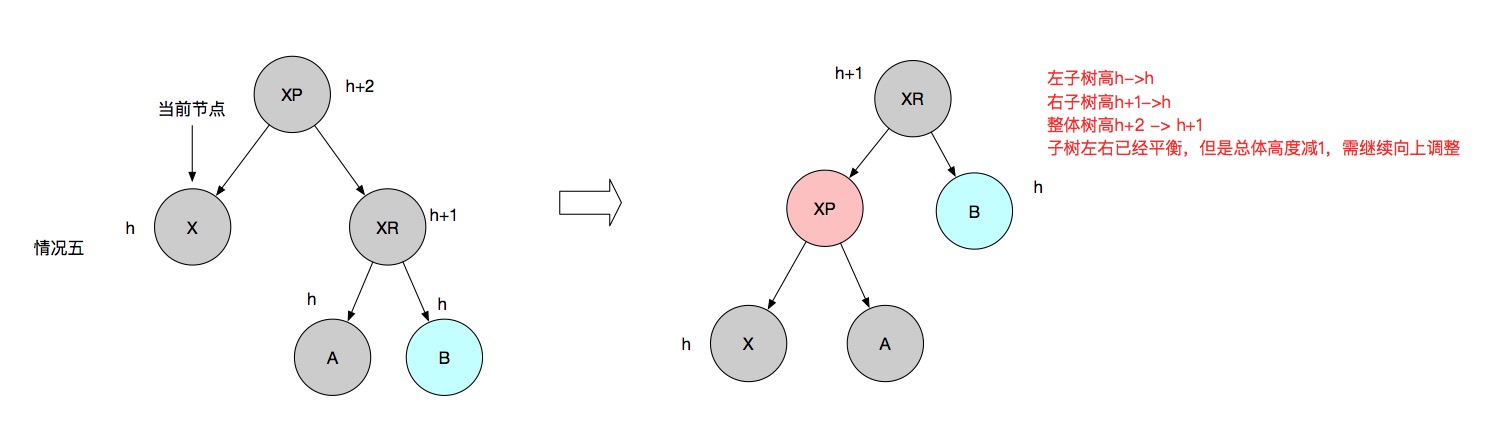 XP
h+2
当前节点
h
X
XR
h+1
情况五
h
h
A
B
h+1
XR
XP
B
h
h
X
A
左子树高h->h
右子树高h+1->h
整体树高h+2 -> h+1
子树左右已经平衡，但是总体高度减1，需继续向上调整